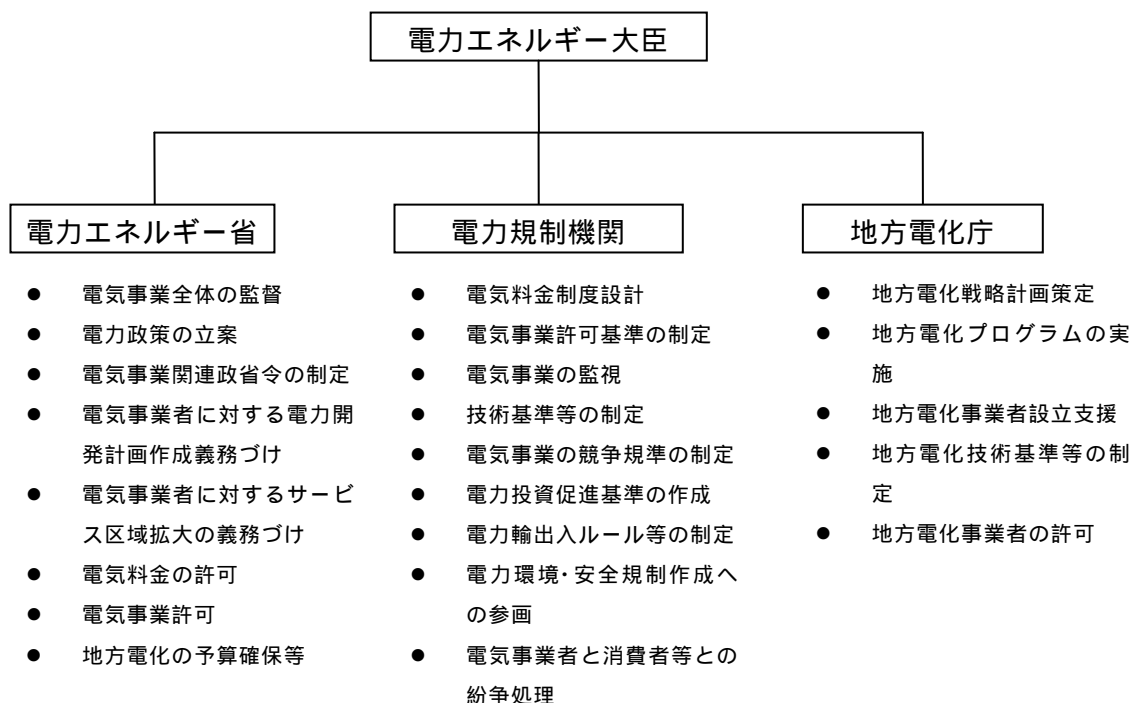 電力エネルギー大臣
電力エネルギー省
● 電気事業全体の監督
● 電力政策の立案
● 電気事業関連政省令の制定
● 電気事業者に対する電力開
発計画作成義務づけ
● 電気事業者に対するサービ
ス区域拡大の義務づけ
● 電気料金の許可
● 電気事業許可
● 地方電化の予算確保等
電力規制機関
● 電気料金制度設計
● 電気事業許可基準の制定
● 電気事業の監視
● 技術基準等の制定
● 電気事業の競争規準の制定
● 電力投資促進基準の作成
● 電力輸出入ルール等の制定
● 電力環境・安全規制作成へ
の参画
● 電気事業者と消費者等との
紛争処理
地方電化庁
● 地方電化戦略計画策定
● 地方電化プログラムの実
施
● 地方電化事業者設立支援
● 地方電化技術基準等の制
定
● 地方電化事業者の許可